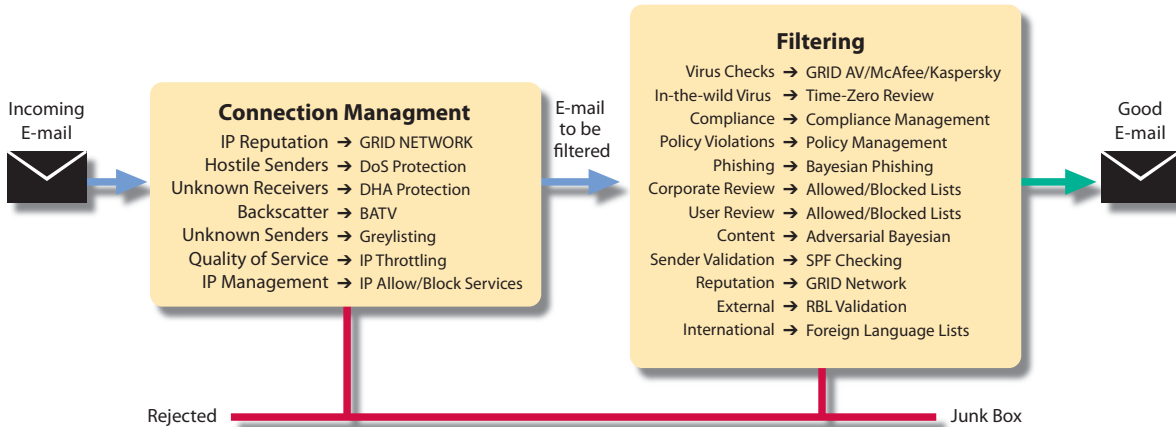 Incoming
E-mail
Connection Managment
IP Reputation ➔ GRID NETWORK
Hostile Senders ➔ DoS Protection
Unknown Receivers ➔ DHA Protection
Backscatter ➔ BATV
Unknown Senders ➔ Greylisting
Quality of Service ➔ IP Throttling
IP Management ➔ IP Allow/Block Services
E-mail
to be
filtered
Filtering
Virus Checks ➔ GRID AV/McAfee/Kaspersky
In-the-wild Virus ➔ Time-Zero Review
Compliance ➔ Compliance Management
Policy Violations ➔ Policy Management
Phishing ➔ Bayesian Phishing
Corporate Review ➔ Allowed/Blocked Lists
User Review ➔ Allowed/Blocked Lists
Content ➔ Adversarial Bayesian
Sender Validation ➔ SPF Checking
Reputation ➔ GRID Network
External ➔ RBL Validation
International ➔ Foreign Language Lists
Good
E-mail
Rejected
Junk Box